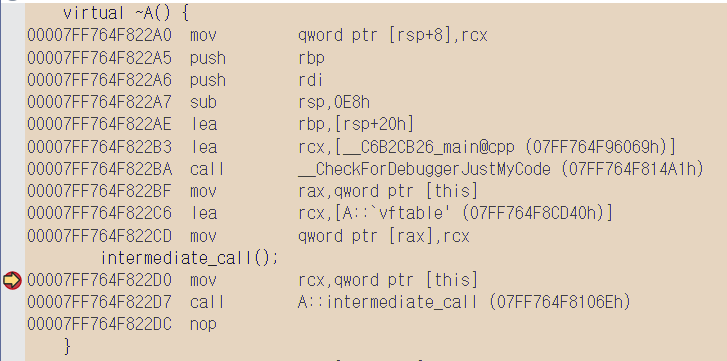 virtual ~A() {
00007FF764F822A0 mov qword ptr [rsp+8],rcx
00007FF764F822A5 push rbp
00007FF764F822A6 push rdi
00007FF764F822A7 sub rsp,0E8h
00007FF764F822AE lea rbp,[rsp+20h]
00007FF764F822B3 lea rcx,[__C6B2CB26_main@cpp (07FF764F96069h)]
00007FF764F822BA call __CheckForDebuggerJustMyCode (07FF764F814A1h)
00007FF764F822BF mov rax,qword ptr [this]
00007FF764F822C6 lea rcx,[A::`vftable' (07FF764F8CD40h)]
00007FF764F822CD mov qword ptr [rax],rcx
intermediate_call();
00007FF764F822D0 mov rcx,qword ptr [this]
00007FF764F822D7 call A::intermediate_call (07FF764F8106Eh)
00007FF764F822DC nop
}